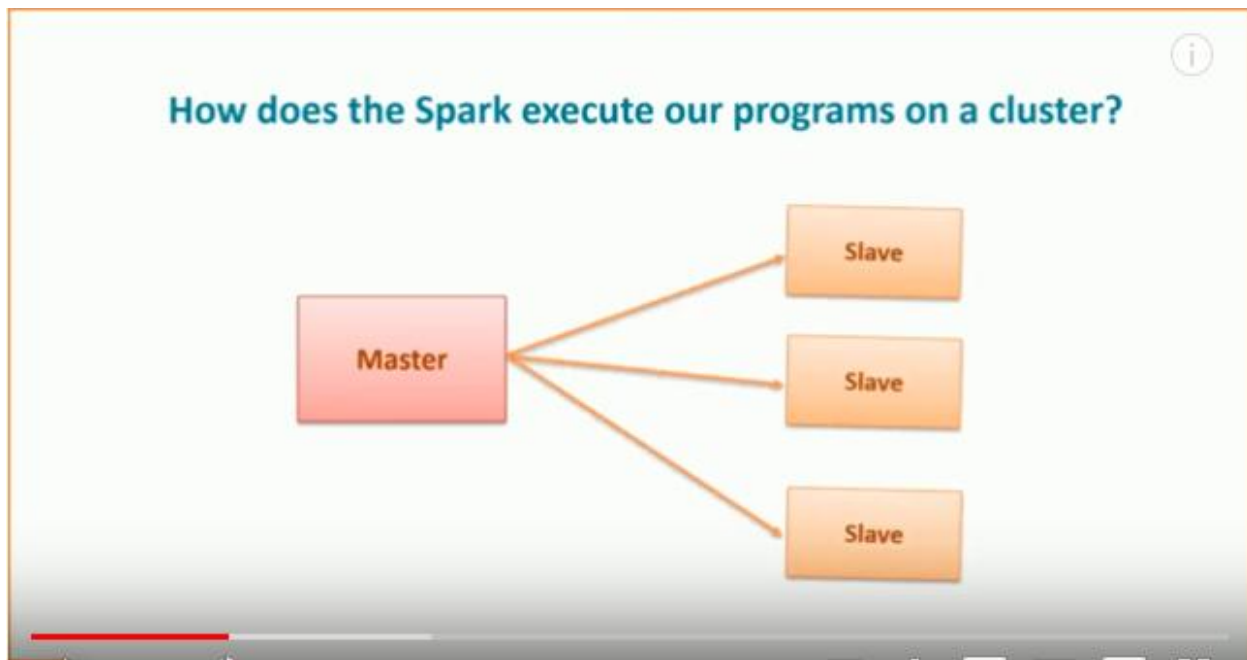 How does the Spark execute our programs on a cluster?
Slave
Master
Slave
Slave